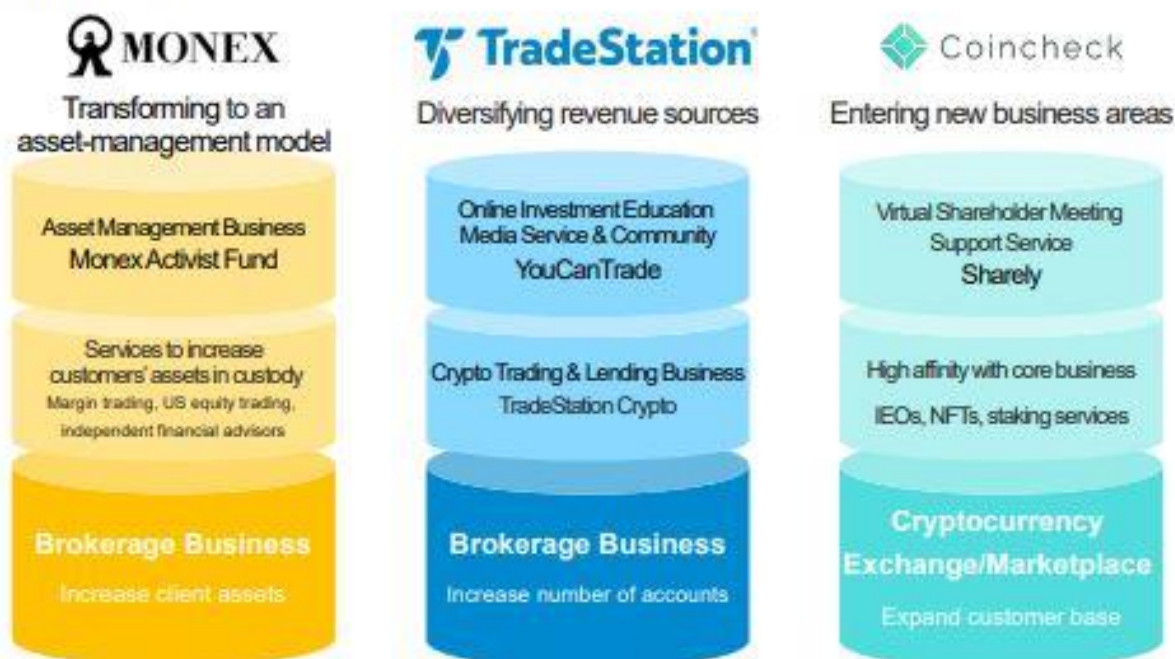 MONEX
Transforming to an
asset-management model
Asset Management Business
Monex Activist Fund
Services to increase
customers' assets in custody
Margin trading, US equity trading,
independent financial advisors
Brokerage Business
Increase client assets
TradeStation
Diversifying revenue sources
Online Investment Education
Media Service & Community
YouCanTrade
Crypto Trading & Lending Business
TradeStation Crypto
Brokerage Business
Increase number of accounts
Coincheck
Entering new business areas
Virtual Shareholder Meeting
Support Service
Sharely
High affinity with core business
IEOs, NFTs, staking services
Cryptocurrency
Exchange/Marketplace
Expand customer base